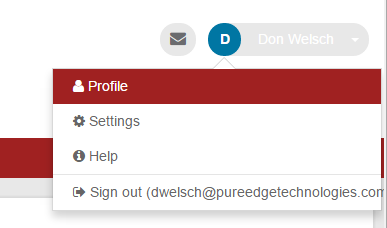 D Don Welsch
Profile
Settings
Help
Sign out (dwelsch@pureedgetechnologies.com